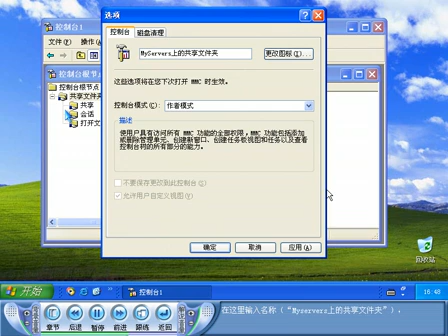 控制台1
选项
文件(F) 操作(A)
控制台 磁盘清理
控制台根节点
MyServers上的共享文件夹
更改图标(I)...
控制台根节点
共享文件夹
共享
会话
打开文
这些选项将在您下次打开 MMC 时生效。
控制台模式(C): 作者模式
描述
使用户具有访问所有 MMC 功能的全部权限，MMC 功能包括添加
或删除管理单元、创建新窗口、创建任务板视图和任务以及查看
控制台树的所有部分的能力。
不要保存更改到此控制台(S)
允许用户自定义视图(W)
确定 取消 应用(A)
回收站
开始
控制台1
16:48
章节 后退 暂停 前进 跟练 返回
在这里输入名称（“Myservers上的共享文件夹”），